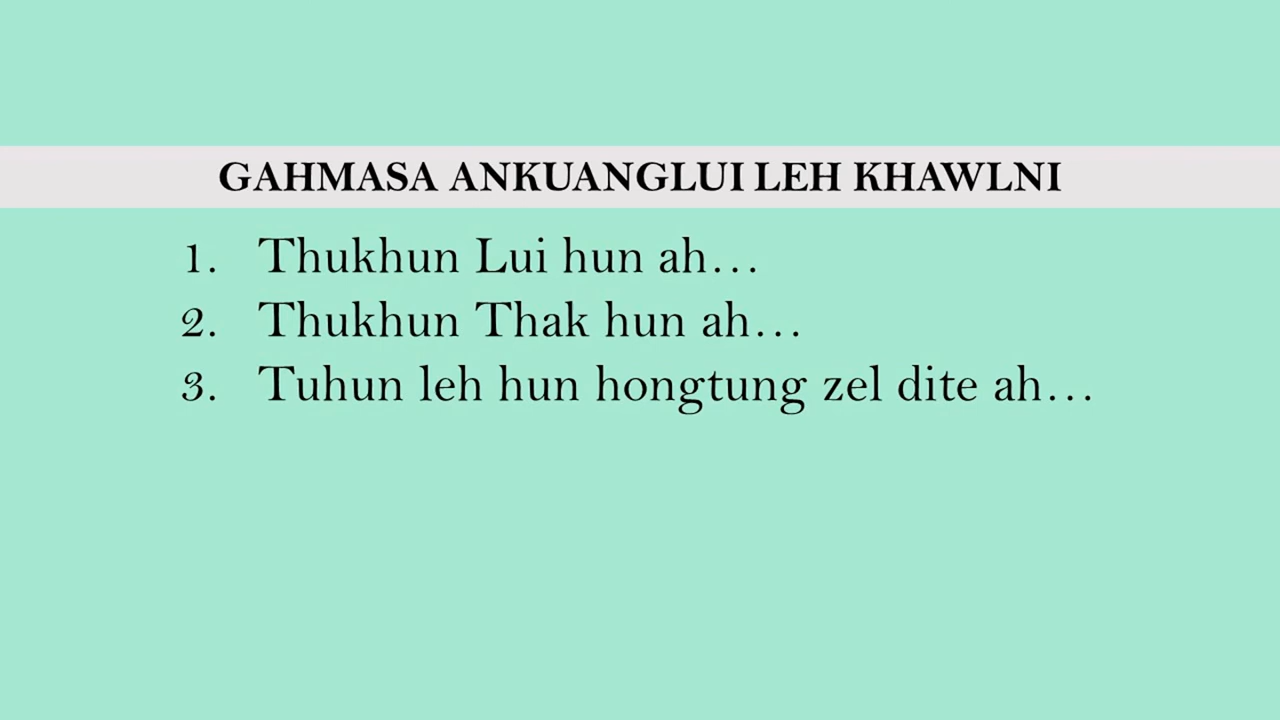 GAHMASA ANKUANGLUI LEH KHAWLNI
1. Thukhun Lui hun ah…
2. Thukhun Thak hun ah…
3. Tuhun leh hun hongtung zel dite ah…